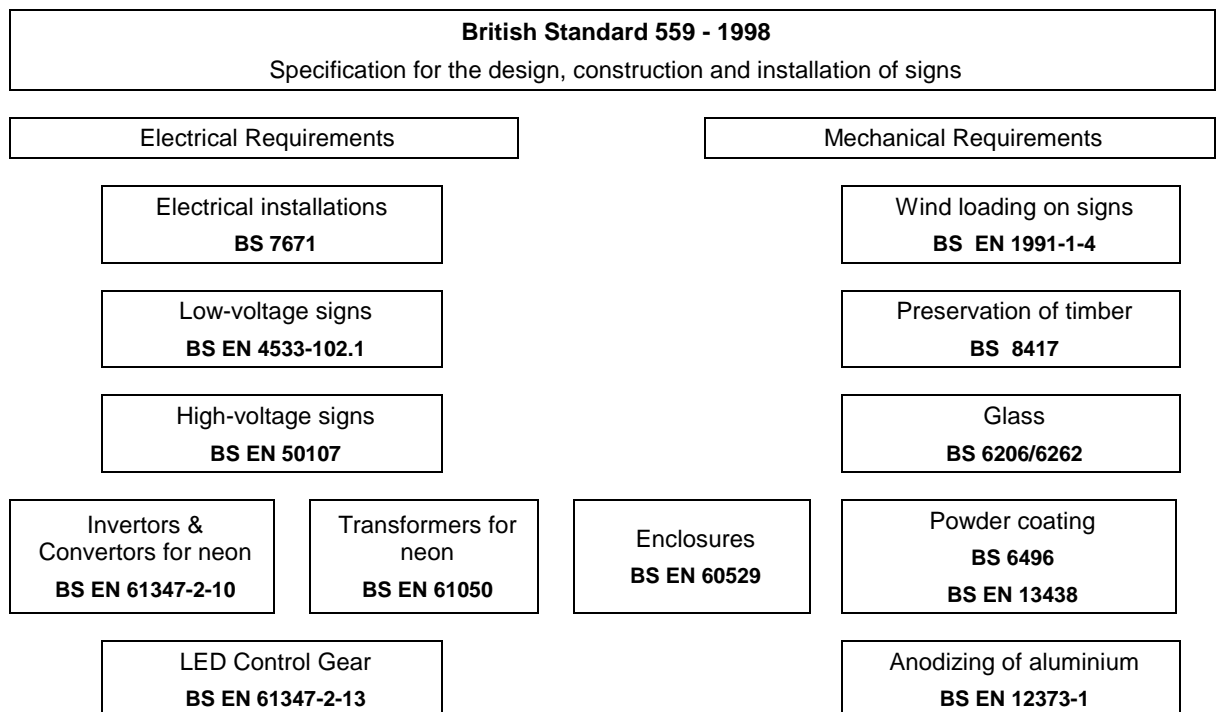 British Standard 559 - 1998
Specification for the design, construction and installation of signs
Electrical Requirements
Mechanical Requirements
Electrical installations
BS 7671
Wind loading on signs
BS EN 1991-1-4
Low-voltage signs
BS EN 4533-102.1
Preservation of timber
BS 8417
High-voltage signs
BS EN 50107
Glass
BS 6206/6262
Invertors &
Convertors for neon
BS EN 61347-2-10
Transformers for
neon
BS EN 61050
Enclosures
BS EN 60529
Powder coating
BS 6496
BS EN 13438
LED Control Gear
BS EN 61347-2-13
Anodizing of aluminium
BS EN 12373-1